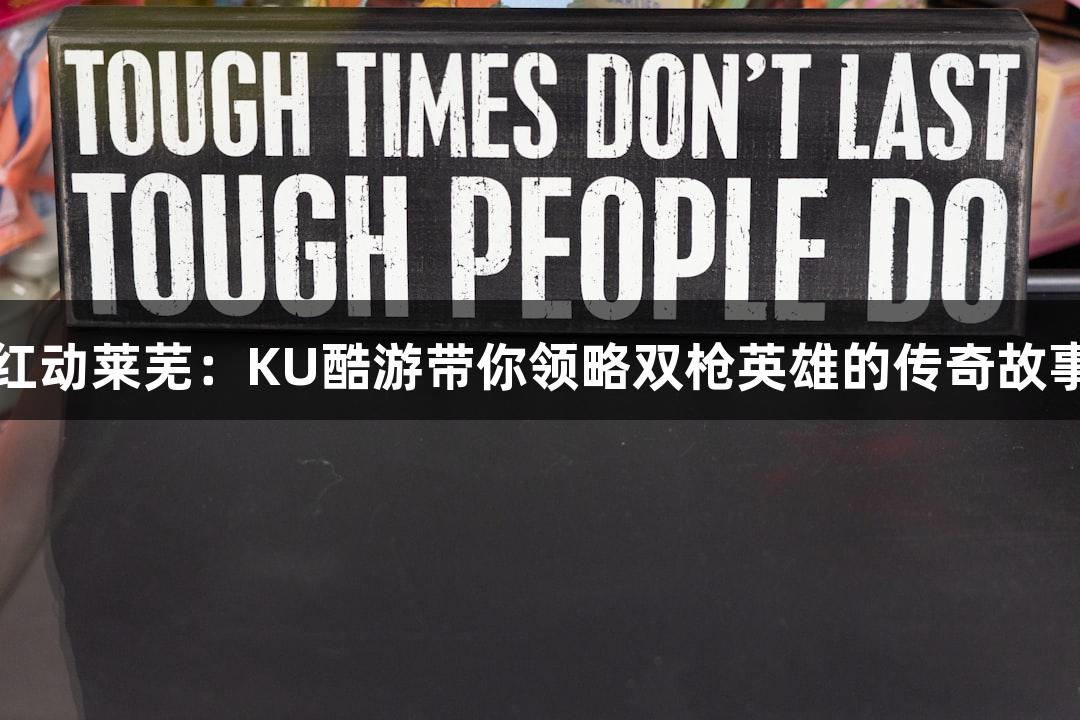 TOUGH TIMES DON'T LAST
TOUGH PEOPLE DO
红动莱芜：KU酷游带你领略双枪英雄的传奇故事